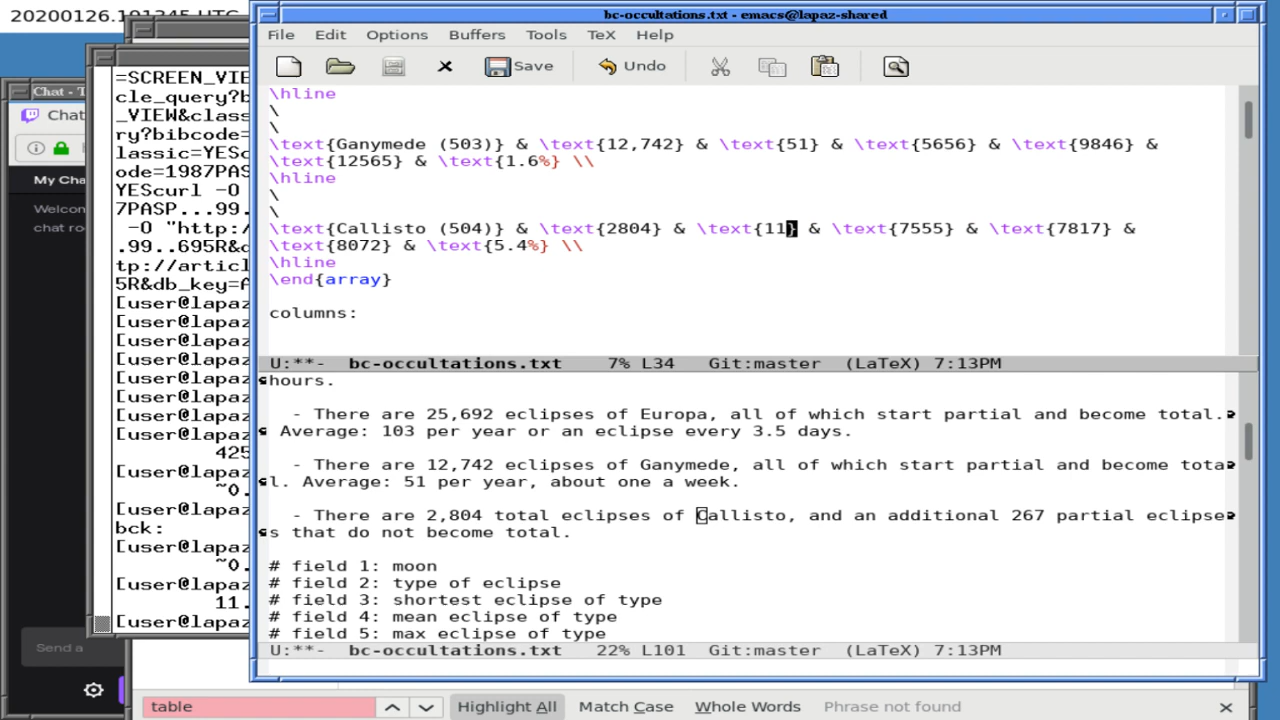 20200126.191345 UTC
bc-occultations.txt - emacs@lapaz-shared
File Edit Options Buffers Tools TeX Help
Save Undo
\hline
\
\
\text{Ganymede (503)} & \text{12,742} & \text{51} & \text{5656} & \text{9846} &
\text{12565} & \text{1.6%} \\
\hline
\
\
\text{Callisto (504)} & \text{2804} & \text{11} & \text{7555} & \text{7817} &
\text{8072} & \text{5.4%} \\
\hline
\end{array}
columns:
U:**- bc-occultations.txt 7% L34 Git:master (LaTeX) 7:13PM
hours.
- There are 25,692 eclipses of Europa, all of which start partial and become total.
Average: 103 per year or an eclipse every 3.5 days.
- There are 12,742 eclipses of Ganymede, all of which start partial and become tota
l. Average: 51 per year, about one a week.
- There are 2,804 total eclipses of Callisto, and an additional 267 partial eclipse
s that do not become total.
# field 1: moon
# field 2: type of eclipse
# field 3: shortest eclipse of type
# field 4: mean eclipse of type
# field 5: max eclipse of type
U:**- bc-occultations.txt 22% L101 Git:master (LaTeX) 7:13PM
table Highlight All Match Case Whole Words Phrase not found
=SCREEN_VIE
cle_query?b
_VIEW&class
ry?bibcode=
lassic=YESc
ode=1987PAS
YEScurl -O
7PASP...99.
-O "http:/
.99..695R&d
tp://articl
5R&db_key=A
[user@lapaz
[user@lapaz
[user@lapaz
[user@lapaz
[user@lapaz
[user@lapaz
[user@lapaz
[user@lapaz
425
[user@lapaz
~0.
[user@lapaz
bck:
[user@lapaz
~0.
[user@lapaz
11.
[user@lapaz
Chat - T
Chat
My Cha
Welcon
chat ro
Send a